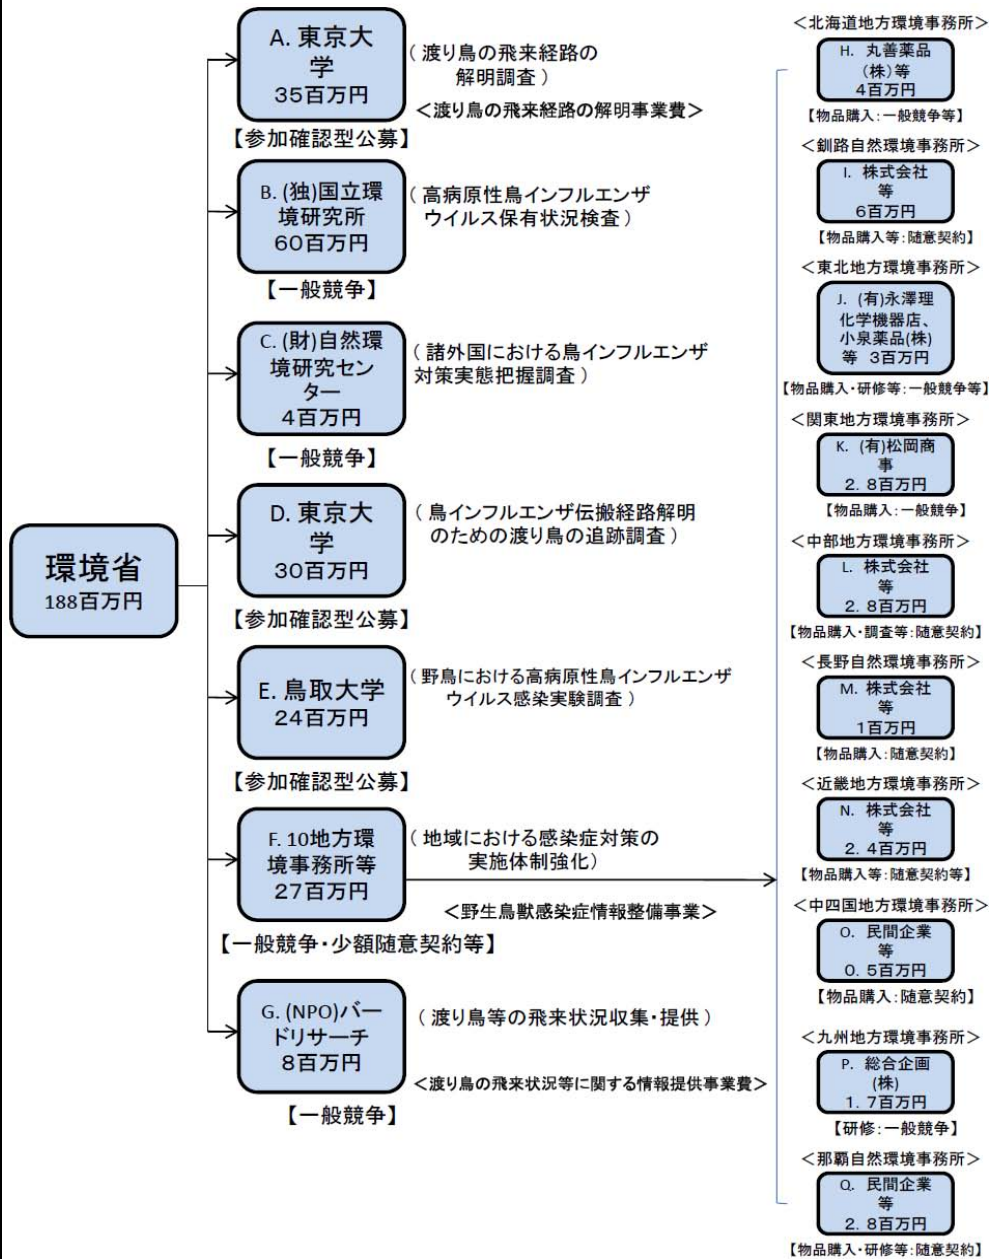 環境省
188百万円
A. 東京大
学
35百万円
（ 渡り鳥の飛来経路の
解明調査 ）
＜渡り鳥の飛来経路の解明事業費＞
【参加確認型公募】
B. (独)国立環
境研究所
60百万円
（ 高病原性鳥インフルエンザ
ウイルス保有状況検査 ）
【一般競争】
C. (財)自然環
境研究セン
ター
4百万円
（ 諸外国における鳥インフルエンザ
対策実態把握調査 ）
【一般競争】
D. 東京大
学
30百万円
（ 鳥インフルエンザ伝搬経路解明
のための渡り鳥の追跡調査 ）
【参加確認型公募】
E. 鳥取大学
24百万円
（ 野鳥における高病原性鳥インフルエンザ
ウイルス感染実験調査 ）
【参加確認型公募】
F. 10地方環
境事務所等
27百万円
（ 地域における感染症対策の
実施体制強化）
＜野生鳥獣感染症情報整備事業＞
【一般競争・少額随意契約等】
G. (NPO)バー
ドリサーチ
8百万円
（ 渡り鳥等の飛来状況収集・提供 ）
＜渡り鳥の飛来状況等に関する情報提供事業費＞
【一般競争】
＜北海道地方環境事務所＞
H. 丸善薬品
（株）等
4百万円
【物品購入：一般競争等】
＜釧路自然環境事務所＞
I. 株式会社
等
6百万円
【物品購入等：随意契約】
＜東北地方環境事務所＞
J. (有)永澤理
化学機器店、
小泉薬品(株)
等 3百万円
【物品購入・研修等：一般競争等】
＜関東地方環境事務所＞
K. (有)松岡商
事
2．8百万円
【物品購入：一般競争】
＜中部地方環境事務所＞
L. 株式会社
等
2．8百万円
【物品購入・調査等：随意契約】
＜長野自然環境事務所＞
M. 株式会社
等
1百万円
【物品購入：随意契約】
＜近畿地方環境事務所＞
N. 株式会社
等
2．4百万円
【物品購入等：随意契約等】
＜中四国地方環境事務所＞
O. 民間企業
等
0．5百万円
【物品購入：随意契約】
＜九州地方環境事務所＞
P. 総合企画
(株)
1．7百万円
【研修：一般競争】
＜那覇自然環境事務所＞
Q. 民間企業
等
2．8百万円
【物品購入・研修等：随意契約】